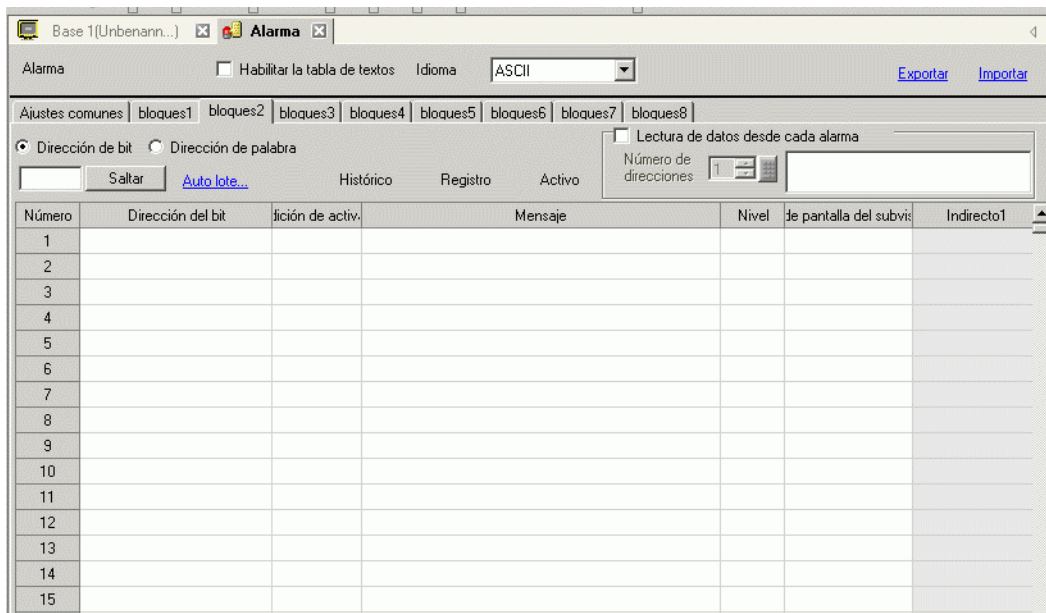 Base 1(Unbenann...) Alarma
Alarma Habilitar la tabla de textos Idioma ASCII Exportar Importar
Ajustes comunes bloques1 bloques2 bloques3 bloques4 bloques5 bloques6 bloques7 bloques8
Lectura de datos desde cada alarma
Dirección de bit Dirección de palabra
Número de direcciones 1
Saltar Auto lote... Histórico Registro Activo
Número Dirección del bit dición de activ. Mensaje Nivel de pantalla del subvis Indirecto1
1
2
3
4
5
6
7
8
9
10
11
12
13
14
15